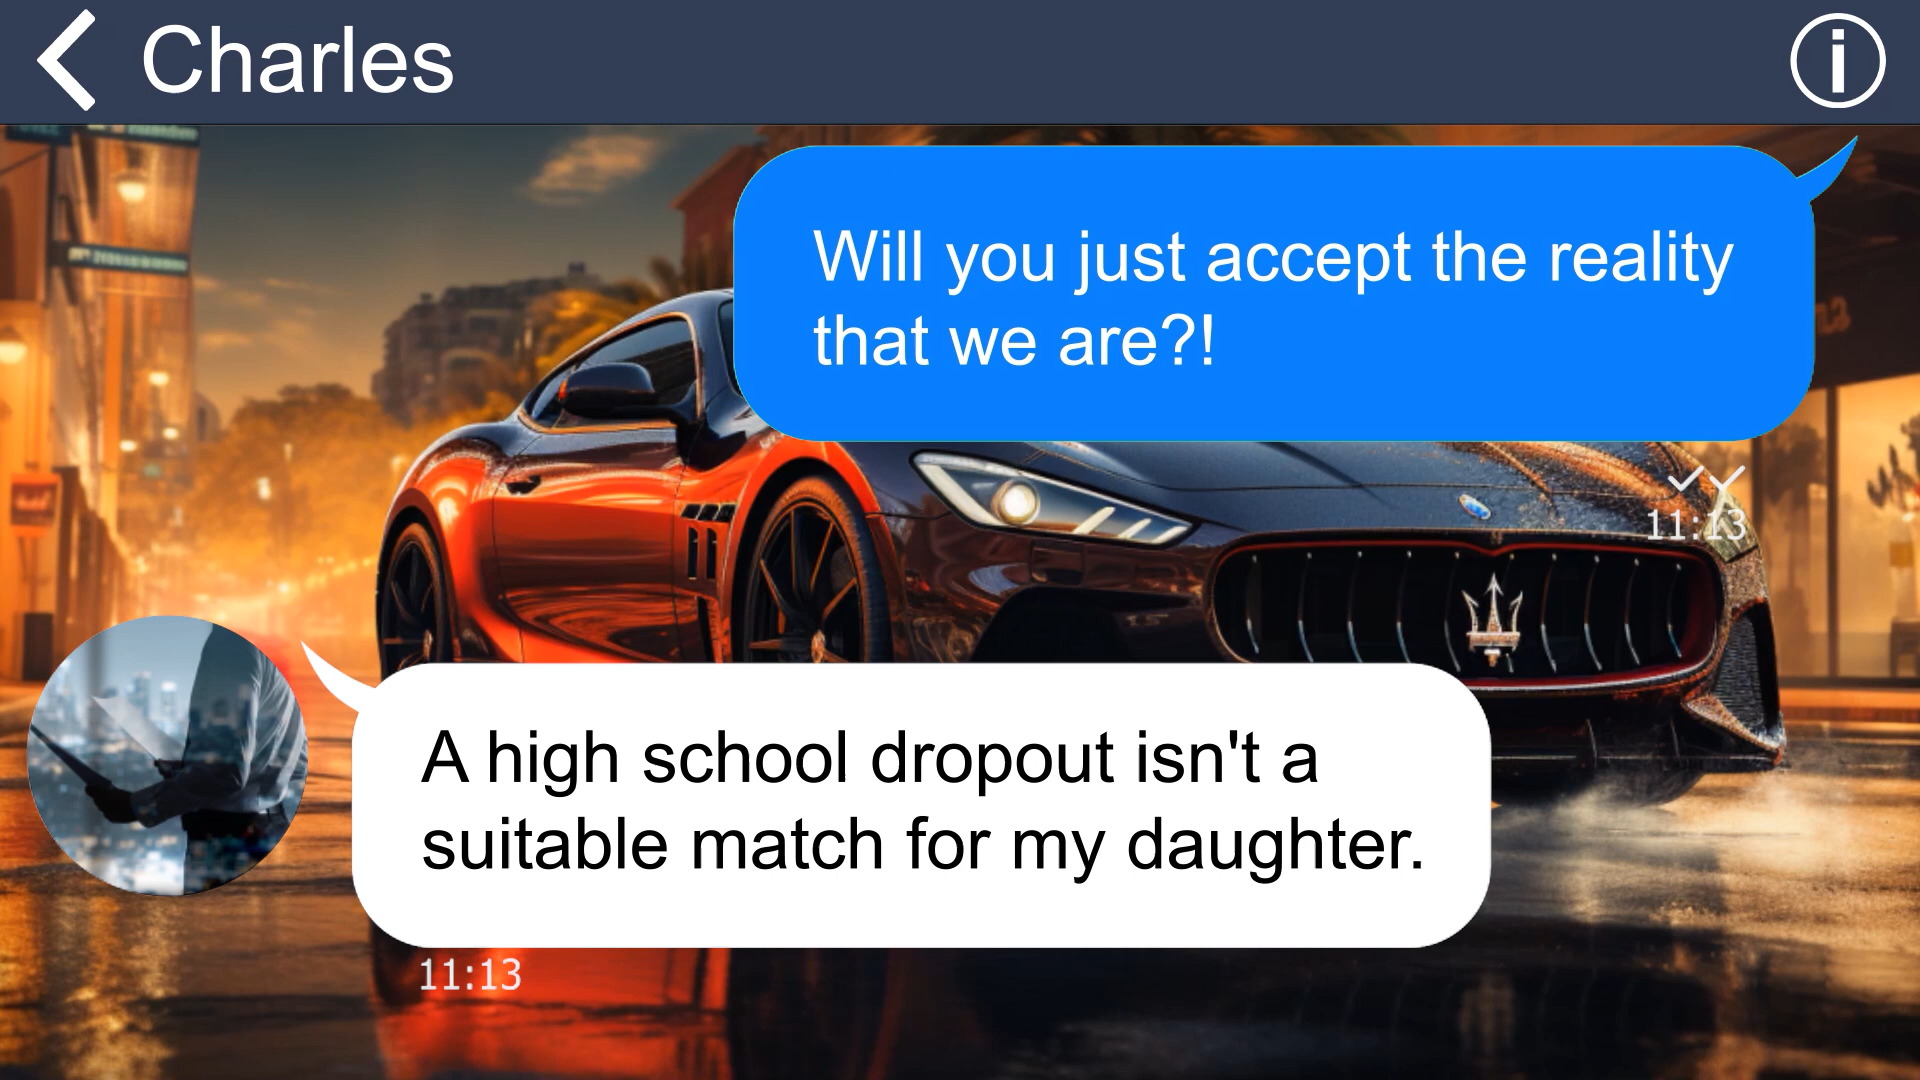 Charles
Will you just accept the reality
that we are?!
11:13
A high school dropout isn't a
suitable match for my daughter.
11:13